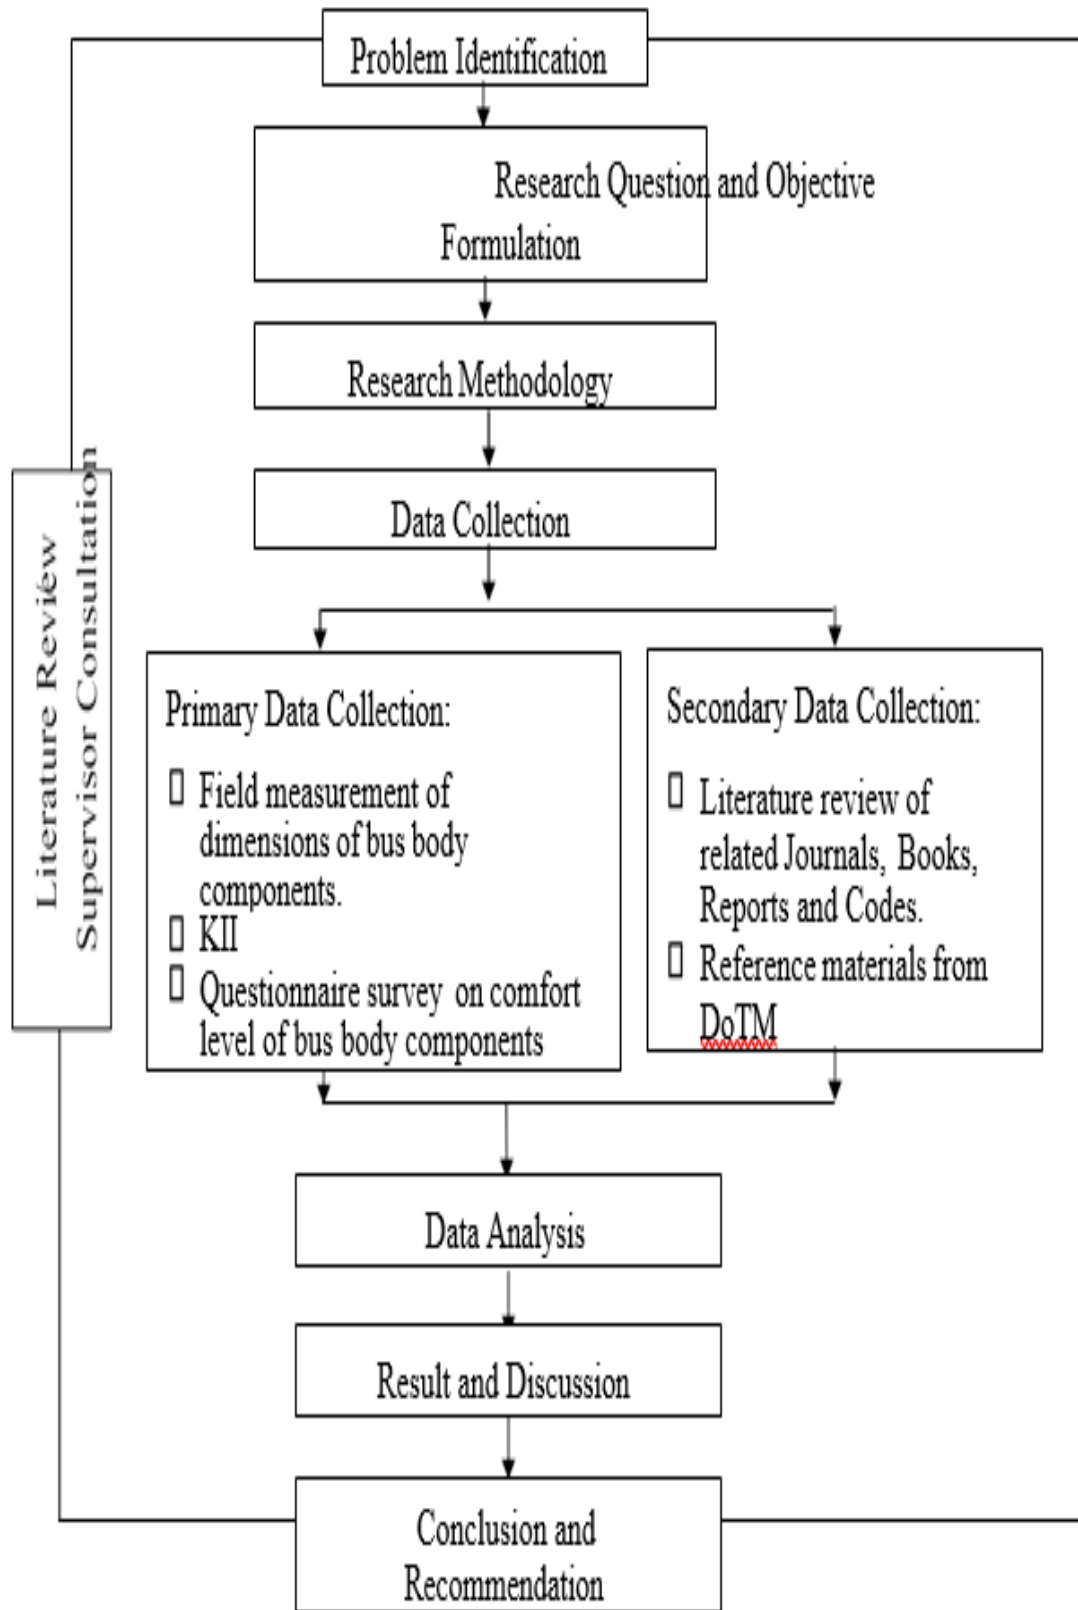 Problem Identification
Research Question and Objective
Formulation
Research Methodology
Data Collection
Literature Review
Supervisor Consultation
Primary Data Collection:
Field measurement of
dimensions of bus body
components.
KII
Questionnaire survey on comfort
level of bus body components
Secondary Data Collection:
Literature review of
related Journals, Books,
Reports and Codes.
Reference materials from
DoTM
Data Analysis
Result and Discussion
Conclusion and
Recommendation